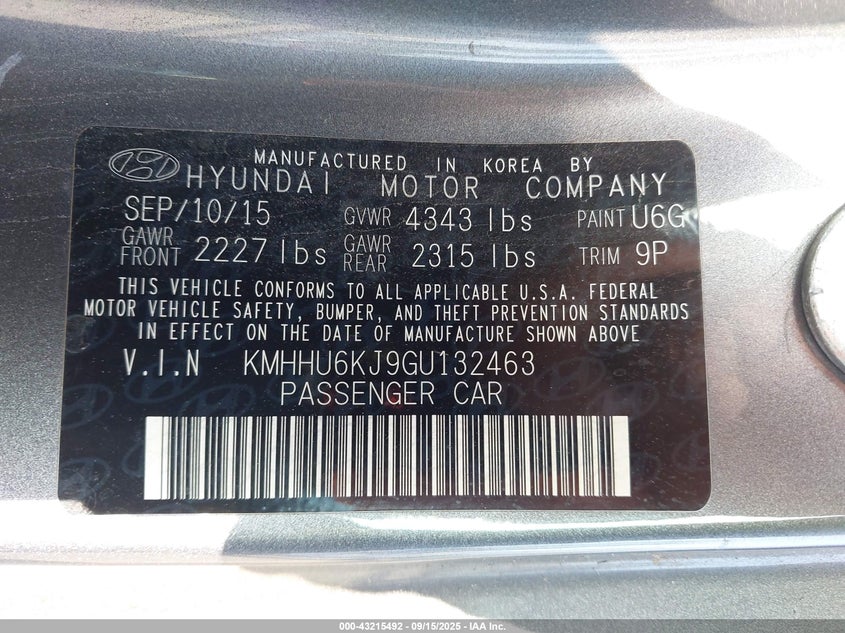 MANUFACTURED IN KOREA BY
HYUNDAI MOTOR COMPANY
SEP/10/15 GVWR 4343 lbs PAINT U6G
GAWR FRONT 2227 lbs GAWR REAR 2315 lbs TRIM 9P
THIS VEHICLE CONFORMS TO ALL APPLICABLE U.S.A. FEDERAL
MOTOR VEHICLE SAFETY, BUMPER, AND THEFT PREVENTION STANDARDS
IN EFFECT ON THE DATE OF MANUFACTURE SHOWN ABOVE
V.I.N KMHHU6KJ9GU132463
PASSENGER CAR
000-43215492 - 09/15/2025 - IAA Inc.